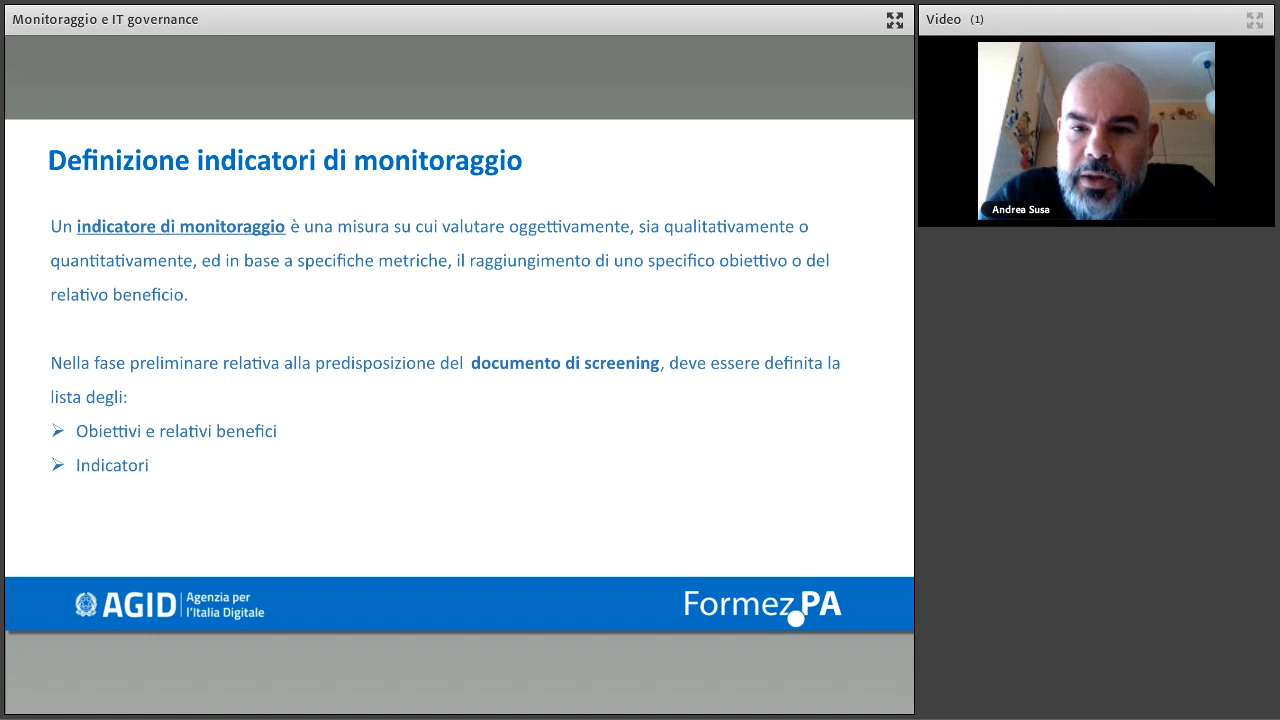 Monitoraggio e IT governance
Video (1)
Andrea Susa
Definizione indicatori di monitoraggio
Un indicatore di monitoraggio è una misura su cui valutare oggettivamente, sia qualitativamente o
quantitativamente, ed in base a specifiche metriche, il raggiungimento di uno specifico obiettivo o del
relativo beneficio.
Nella fase preliminare relativa alla predisposizione del documento di screening, deve essere definita la
lista degli:
➢ Obiettivi e relativi benefici
➢ Indicatori
AGID Agenzia per
l'Italia Digitale
Formez PA